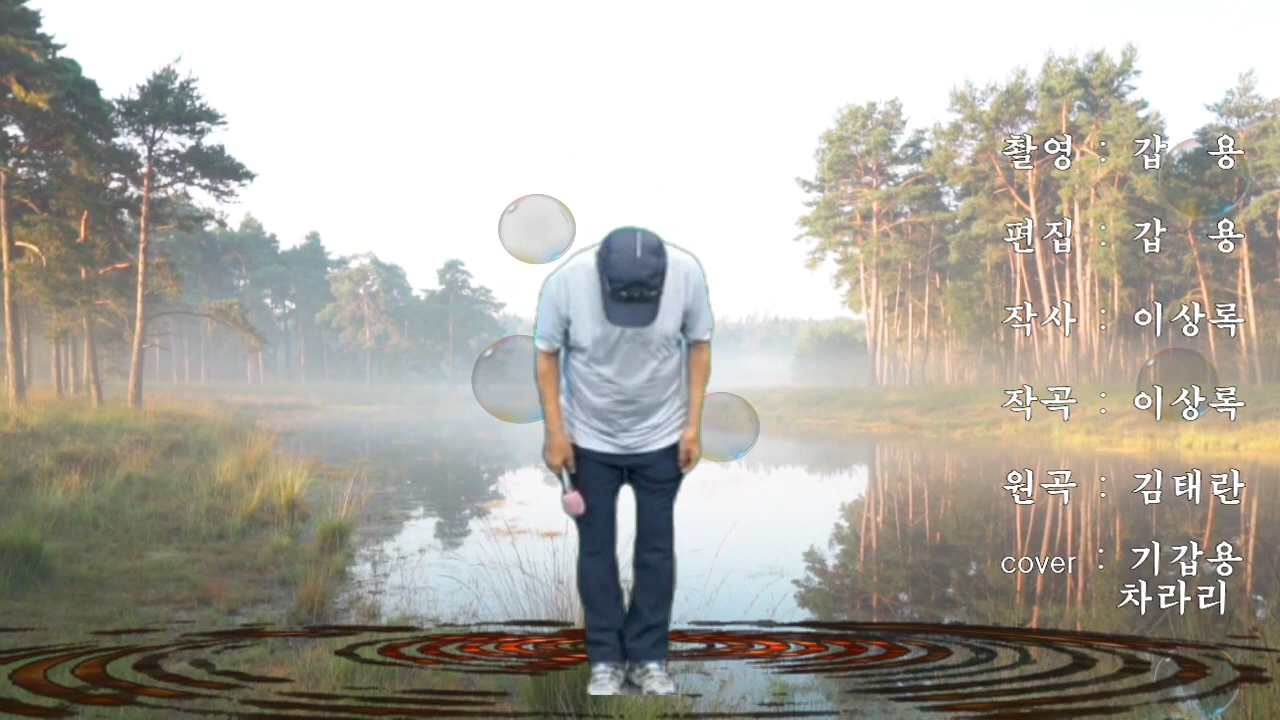 촬영 : 갑 용
편집 : 갑 용
작사 : 이상록
작곡 : 이상록
원곡 : 김태란
cover : 기갑용
차라리